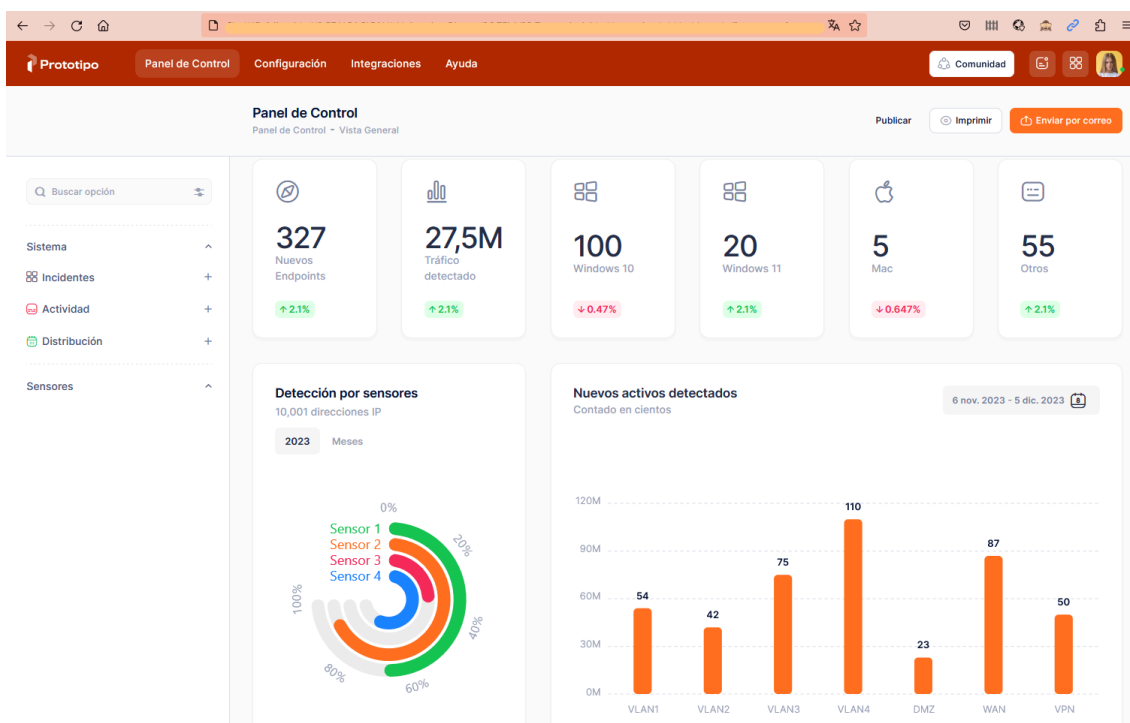 Prototipo
Panel de Control
Configuración
Integraciones
Ayuda
Comunidad
Panel de Control
Panel de Control - Vista General
Publicar
Imprimir
Enviar por correo
Buscar opción
Sistema
Incidentes
Actividad
Distribución
Sensores
327
Nuevos
Endpoints
↑ 2.1%
27,5M
Tráfico
detectado
↑ 2.1%
100
Windows 10
↓ 0.47%
20
Windows 11
↑ 2.1%
5
Mac
↓ 0.647%
55
Otros
↑ 2.1%
Detección por sensores
10,001 direcciones IP
2023
Meses
0%
20%
40%
60%
80%
100%
Sensor 1
Sensor 2
Sensor 3
Sensor 4
Nuevos activos detectados
Contado en cientos
6 nov. 2023 - 5 dic. 2023
120M
90M
60M
30M
0M
54
42
75
110
23
87
50
VLAN1
VLAN2
VLAN3
VLAN4
DMZ
WAN
VPN